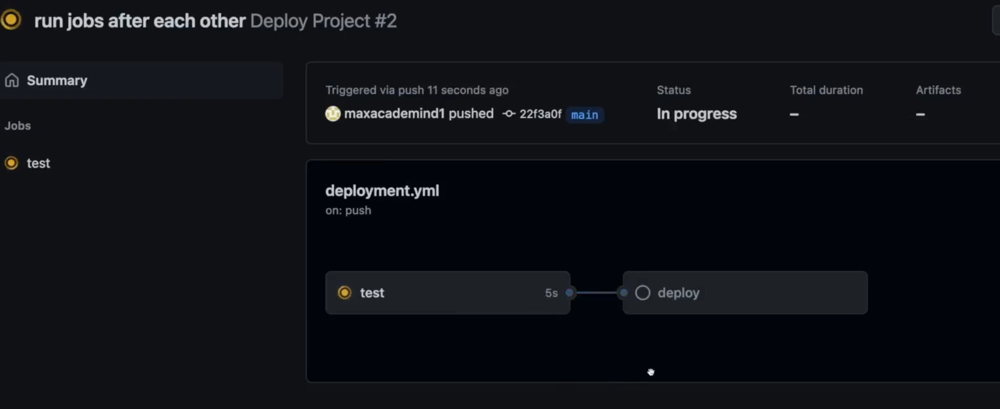 run jobs after each other Deploy Project #2
Summary
Jobs
test
Triggered via push 11 seconds ago
maxacademind1 pushed 22f3a0f main
Status
In progress
Total duration
–
Artifacts
–
deployment.yml
on: push
test 5s
deploy